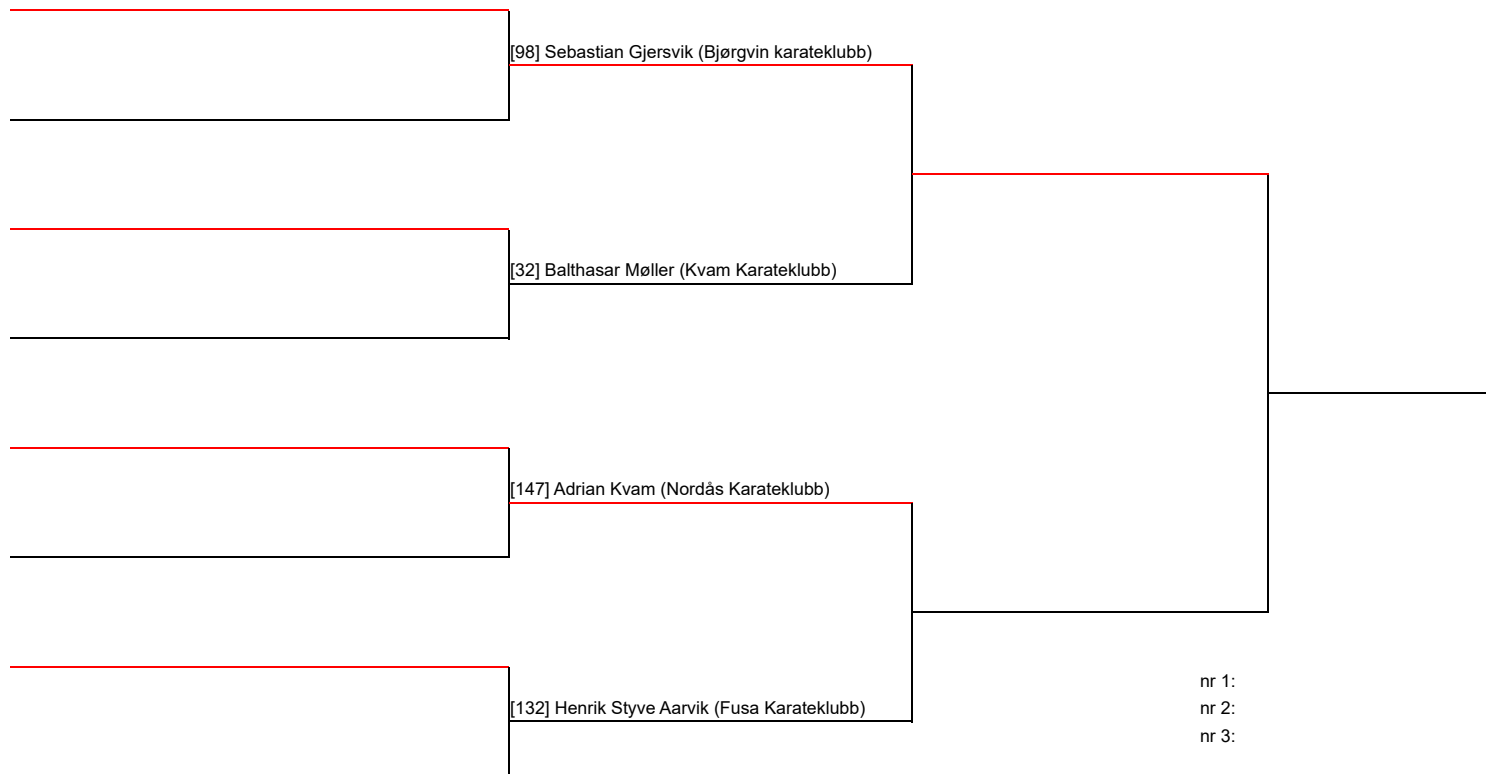 [98] Sebastian Gjersvik (Bjørgvin karateklubb)
[32] Balthasar Møller (Kvam Karateklubb)
[147] Adrian Kvam (Nordås Karateklubb)
[132] Henrik Styve Aarvik (Fusa Karateklubb)
nr 1:
nr 2:
nr 3: